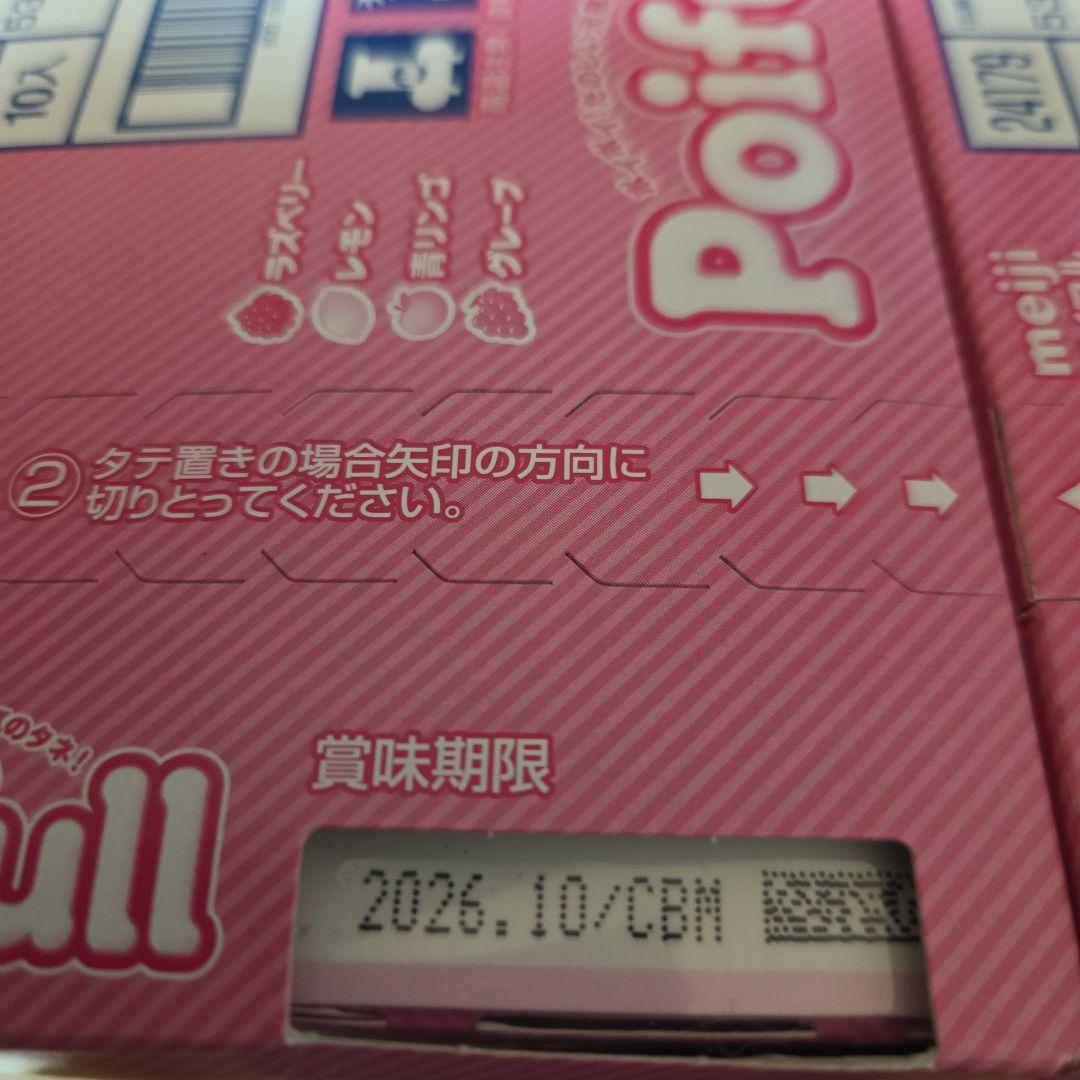 10入
24179
Poifu
meiji
ラズベリー
レモン
青リンゴ
グレープ
② タテ置きの場合矢印の方向に
切りとってください。
のタネ!
ull
賞味期限
2026.10/CBM